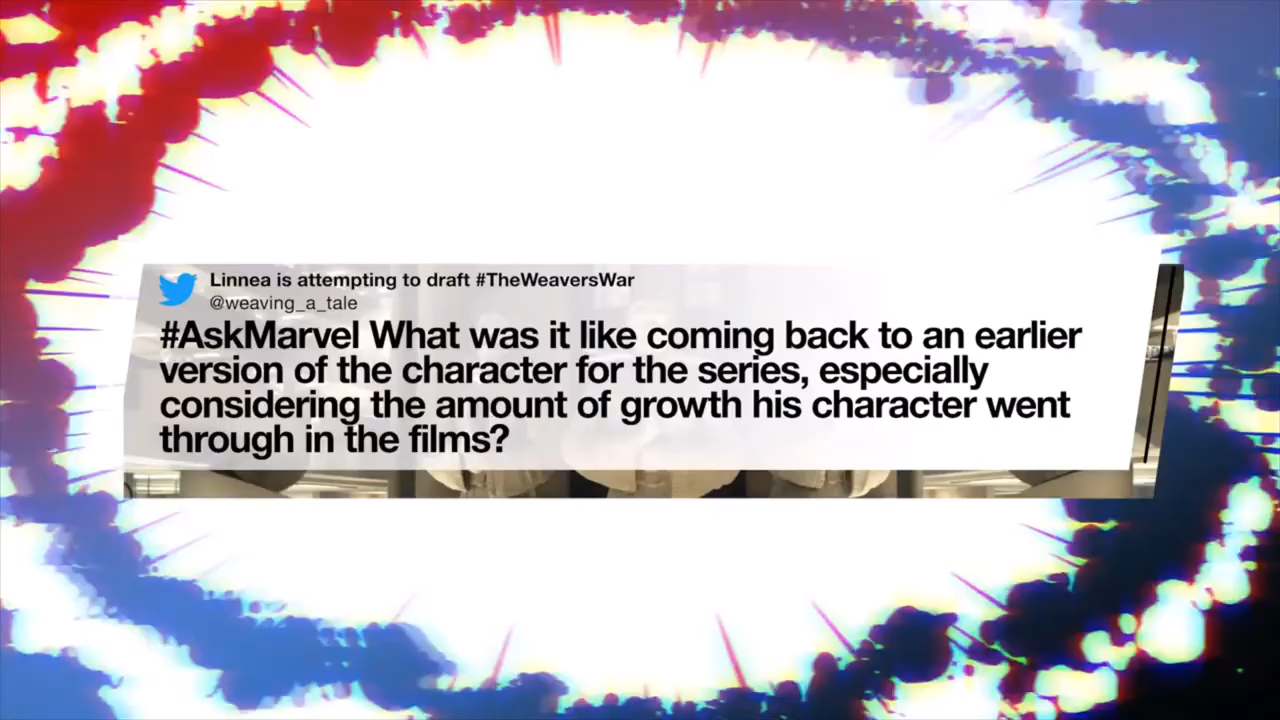 Linnea is attempting to draft #TheWeaversWar
@weaving_a_tale
#AskMarvel What was it like coming back to an earlier
version of the character for the series, especially
considering the amount of growth his character went
through in the films?